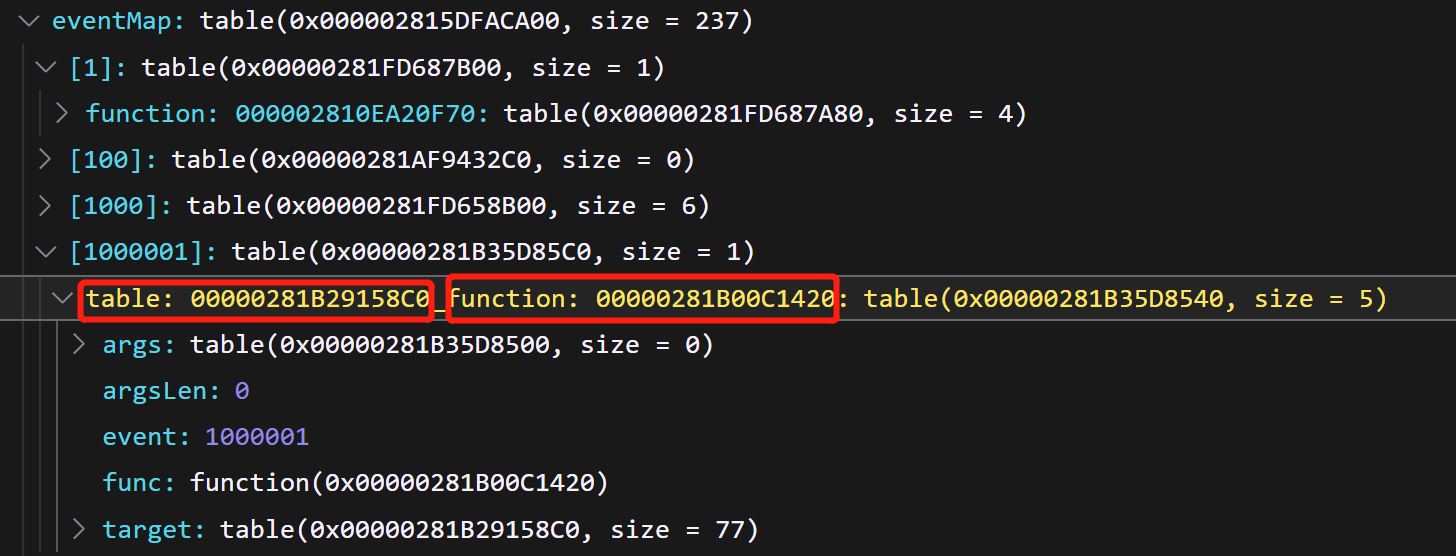 eventMap: table(0x000002815DFACA00, size = 237)
[1]: table(0x00000281FD687B00, size = 1)
function: 000002810EA20F70: table(0x00000281FD687A80, size = 4)
[100]: table(0x00000281AF9432C0, size = 0)
[1000]: table(0x00000281FD658B00, size = 6)
[1000001]: table(0x00000281B35D85C0, size = 1)
table: 00000281B29158C0_function: 00000281B00C1420: table(0x00000281B35D8540, size = 5)
args: table(0x00000281B35D8500, size = 0)
argsLen: 0
event: 1000001
func: function(0x00000281B00C1420)
target: table(0x00000281B29158C0, size = 77)